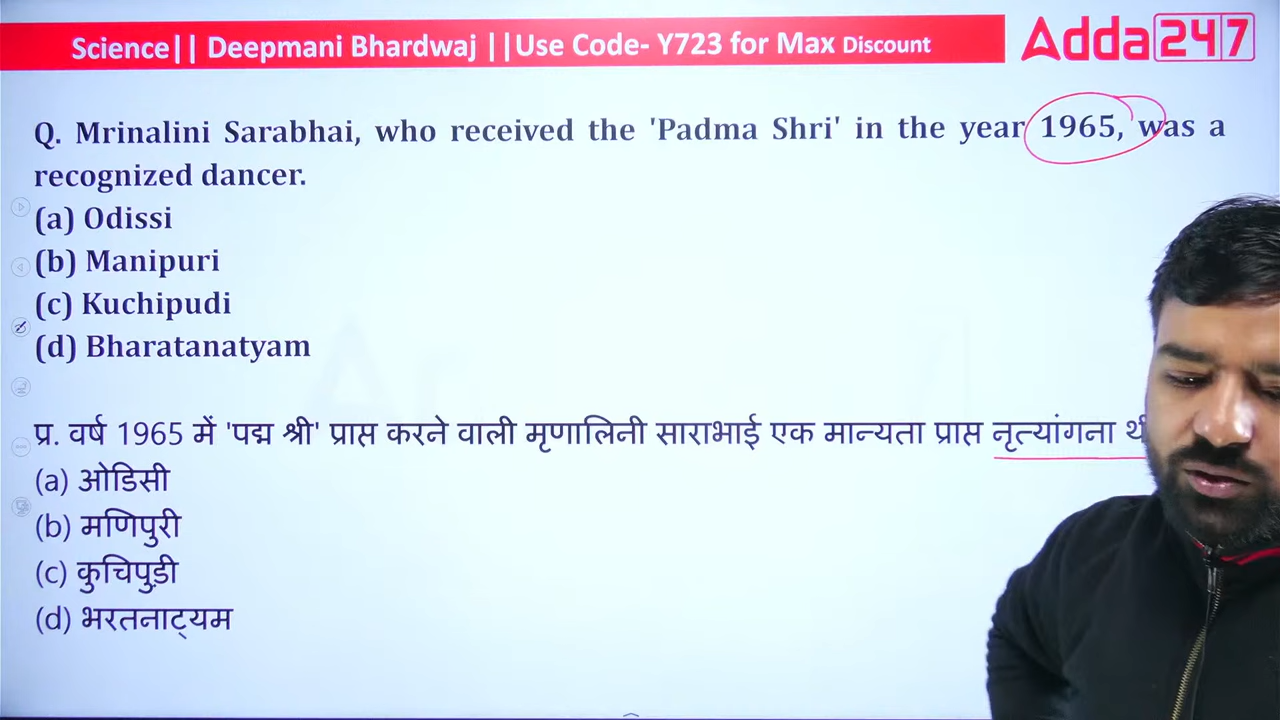 Science|| Deepmani Bhardwaj ||Use Code- Y723 for Max Discount
Adda247
Q. Mrinalini Sarabhai, who received the 'Padma Shri' in the year 1965, was a
recognized dancer.
(a) Odissi
(b) Manipuri
(c) Kuchipudi
(d) Bharatanatyam
प्र. वर्ष 1965 में 'पद्म श्री' प्राप्त करने वाली मृणालिनी साराभाई एक मान्यता प्राप्त नृत्यांगना
(a) ओडिसी
(b) मणिपुरी
(c) कुचिपुड़ी
(d) भरतनाट्यम